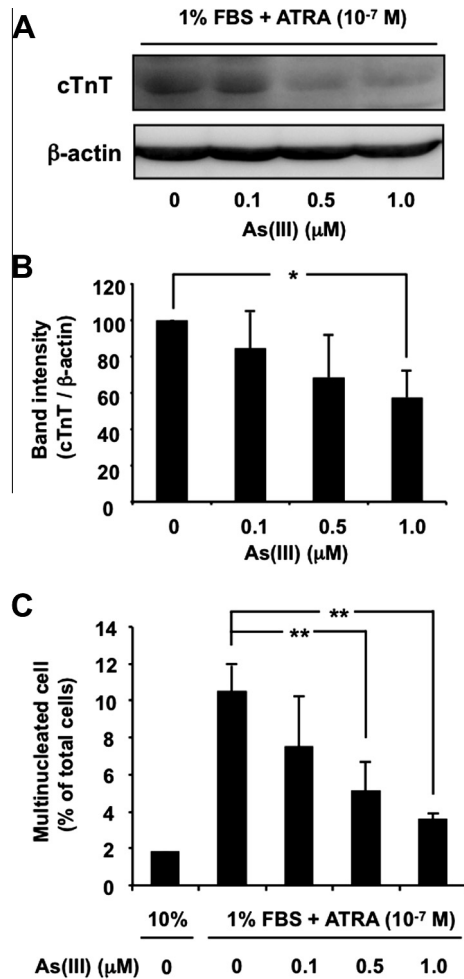 A
1% FBS + ATRA (10⁻⁷ M)
cTnT
β-actin
0 0.1 0.5 1.0
As(III) (μM)
B
Band intensity
(cTnT / β-actin)
120
100
80
60
40
20
0
*
0 0.1 0.5 1.0
As(III) (μM)
C
Multinucleated cell
(% of total cells)
14
12
10
8
6
4
2
0
**
**
10% 1% FBS + ATRA (10⁻⁷ M)
As(III) (μM) 0 0 0.1 0.5 1.0